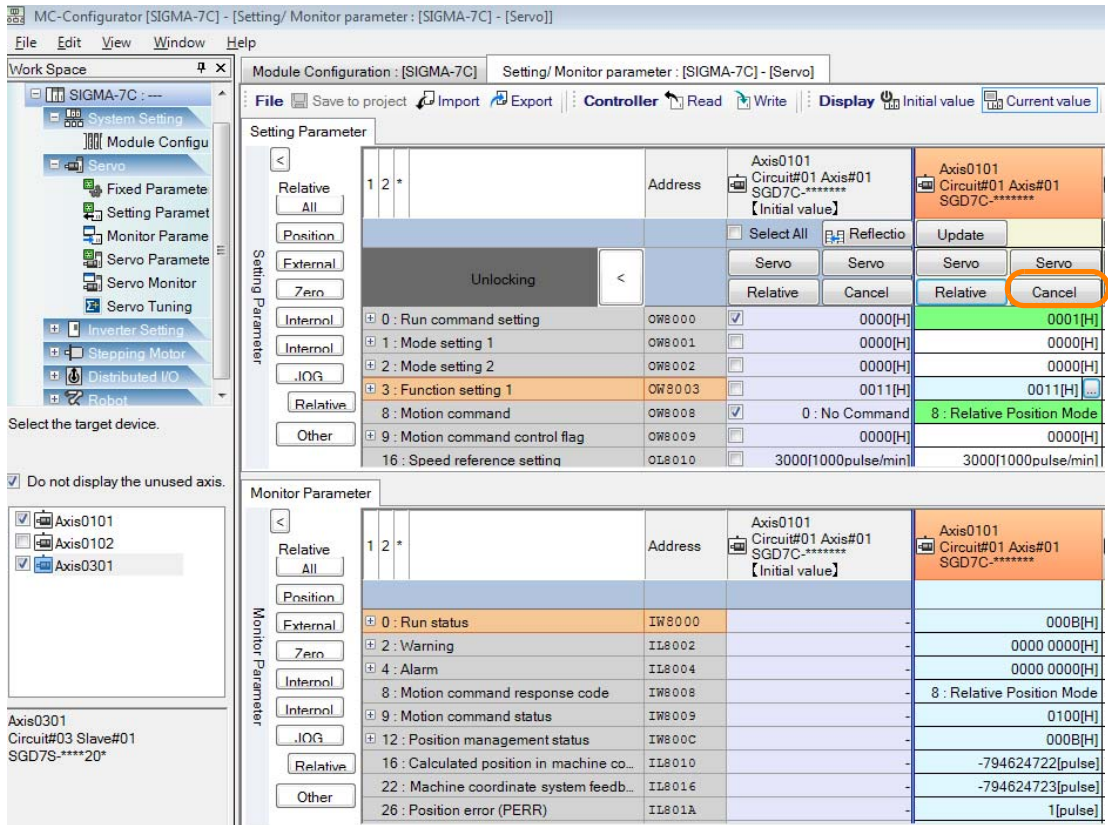 MC-Configurator [SIGMA-7C] - [Setting/ Monitor parameter : [SIGMA-7C] - [Servo]]
File Edit View Window Help
Work Space
SIGMA-7C : ---
System Setting
Module Configu
Servo
Fixed Paramete
Setting Paramet
Monitor Parame
Servo Paramete
Servo Monitor
Servo Tuning
Inverter Setting
Stepping Motor
Distributed I/O
Robot
Select the target device.
Do not display the unused axis.
Axis0101
Axis0102
Axis0301
Axis0301
Circuit#03 Slave#01
SGD7S-****20*
Module Configuration : [SIGMA-7C] Setting/ Monitor parameter : [SIGMA-7C] - [Servo]
File Save to project Import Export Controller Read Write Display Initial value Current value
Setting Parameter
Setting Parameter
<
Relative
All
Position
External
Zero
Internol
Internol
JOG
Relative
Other
1 2 * Address Axis0101 Circuit#01 Axis#01 SGD7C-******* 【Initial value】 Axis0101 Circuit#01 Axis#01 SGD7C-*******
Select All Reflectio Update
Unlocking < Servo Servo Servo Servo
Relative Cancel Relative Cancel
0 : Run command setting OW8000 0000[H] 0001[H]
1 : Mode setting 1 OW8001 0000[H] 0000[H]
2 : Mode setting 2 OW8002 0000[H] 0000[H]
3 : Function setting 1 OW8003 0011[H] 0011[H] ...
8 : Motion command OW8008 0 : No Command 8 : Relative Position Mode
9 : Motion command control flag OW8009 0000[H] 0000[H]
16 : Speed reference setting OL8010 3000[1000pulse/min] 3000[1000pulse/min]
Monitor Parameter
Monitor Parameter
<
Relative
All
Position
External
Zero
Internol
Internol
JOG
Relative
Other
1 2 * Address Axis0101 Circuit#01 Axis#01 SGD7C-******* 【Initial value】 Axis0101 Circuit#01 Axis#01 SGD7C-*******
0 : Run status IW8000 - 000B[H]
2 : Warning IL8002 - 0000 0000[H]
4 : Alarm IL8004 - 0000 0000[H]
8 : Motion command response code IW8008 - 8 : Relative Position Mode
9 : Motion command status IW8009 - 0100[H]
12 : Position management status IW800C - 000B[H]
16 : Calculated position in machine co... IL8010 - -794624722[pulse]
22 : Machine coordinate system feedb... IL8016 - -794624723[pulse]
26 : Position error (PERR) IL801A - 1[pulse]